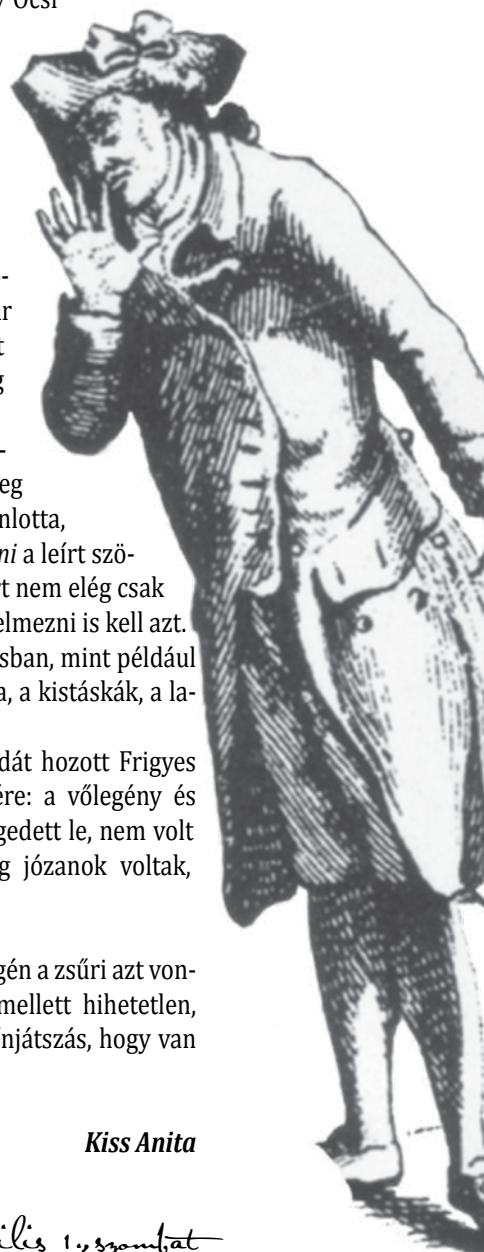 Öcsi
-
r
t
g
-
eg
nlotta,
ni a leírt szö-
rt nem elég csak
elmezni is kell azt.
sban, mint például
a, a kistáskák, a la-
dát hozott Frigyes
ére: a vőlegény és
gedett le, nem volt
g józanok voltak,
gén a zsűri azt von-
mellett hihetetlen,
njátszás, hogy van
Kiss Anita
ilis 1., szombat